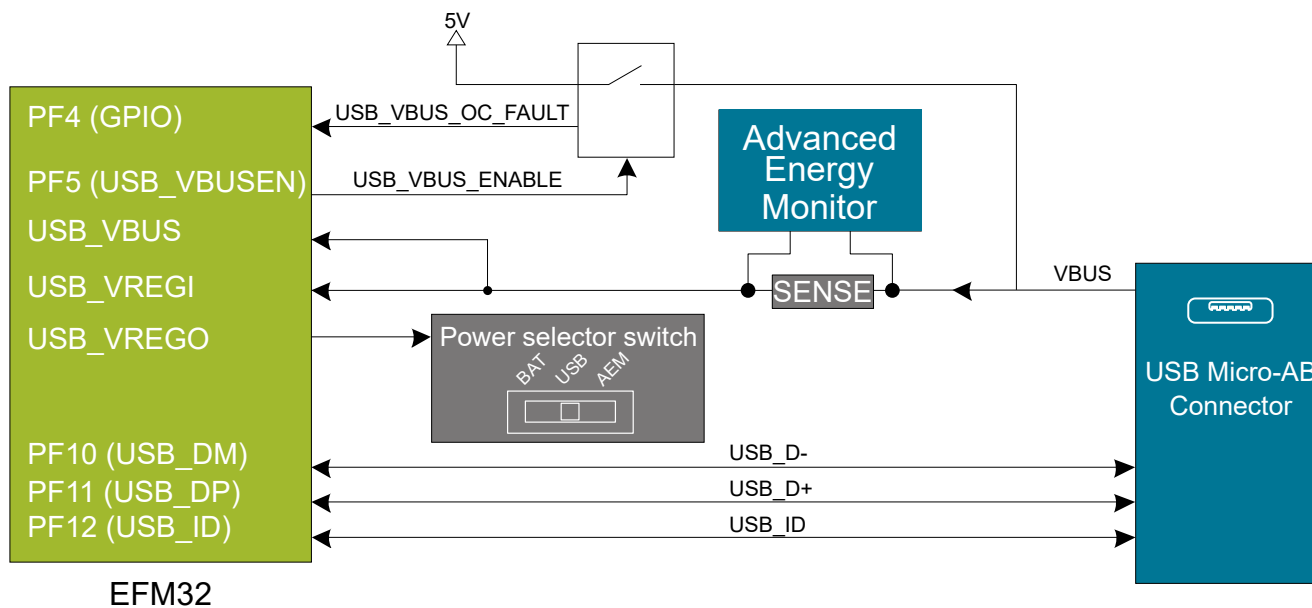 5V
PF4 (GPIO)
USB_VBUS_OC_FAULT
PF5 (USB_VBUSEN)
USB_VBUS_ENABLE
Advanced
Energy
Monitor
USB_VBUS
USB_VREGI
SENSE
VBUS
USB_VREGO
Power selector switch
BAT
USB
AEM
USB Micro-AB
Connector
PF10 (USB_DM)
USB_D-
PF11 (USB_DP)
USB_D+
PF12 (USB_ID)
USB_ID
EFM32